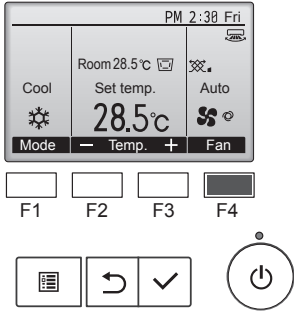 PM 2:30 Fri
Room 28.5°C
Cool Set temp. Auto
28.5°C
Mode − Temp. + Fan
F1 F2 F3 F4